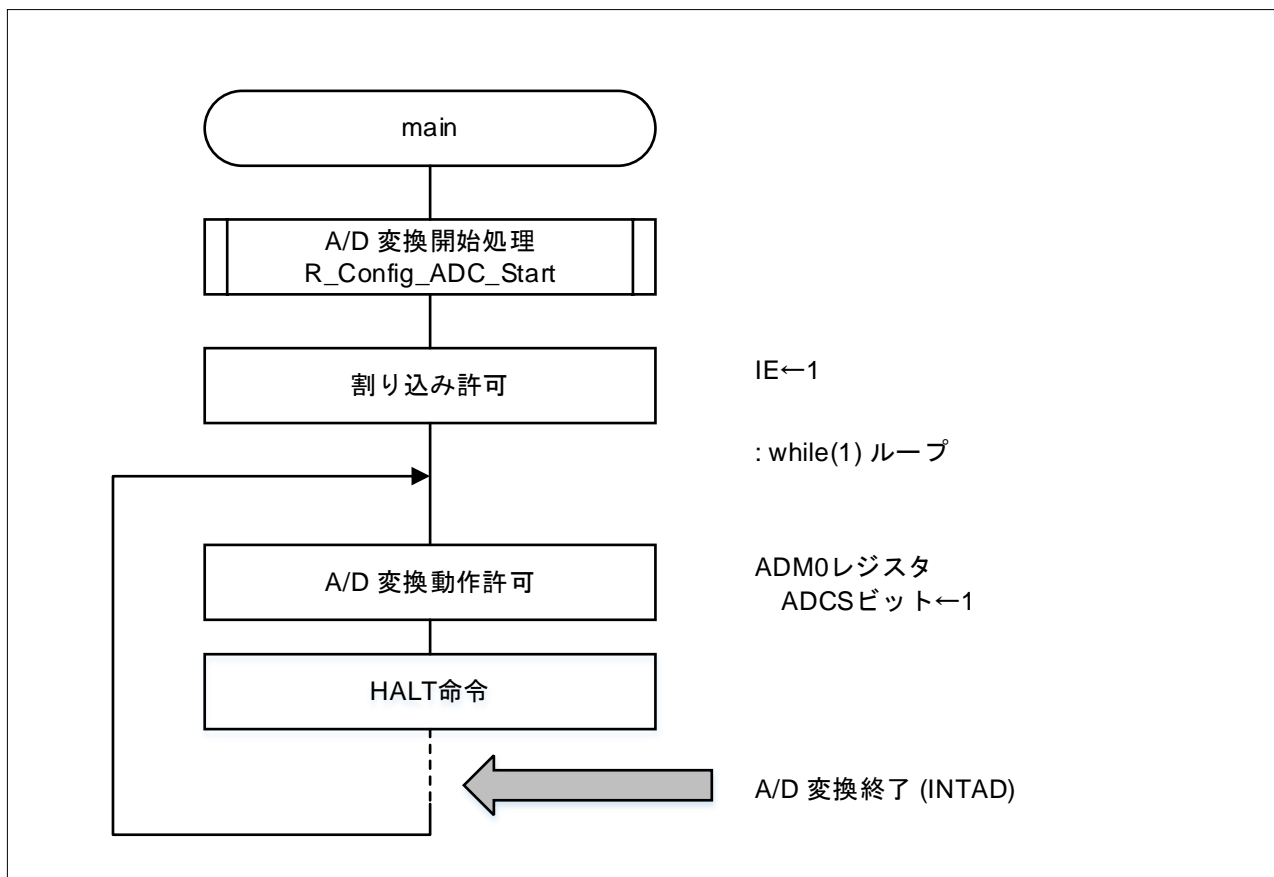 main
A/D 変換開始処理
R_Config_ADC_Start
割り込み許可
IE←1
: while(1) ループ
A/D 変換動作許可
ADM0レジスタ
ADCSビット←1
HALT命令
A/D 変換終了 (INTAD)